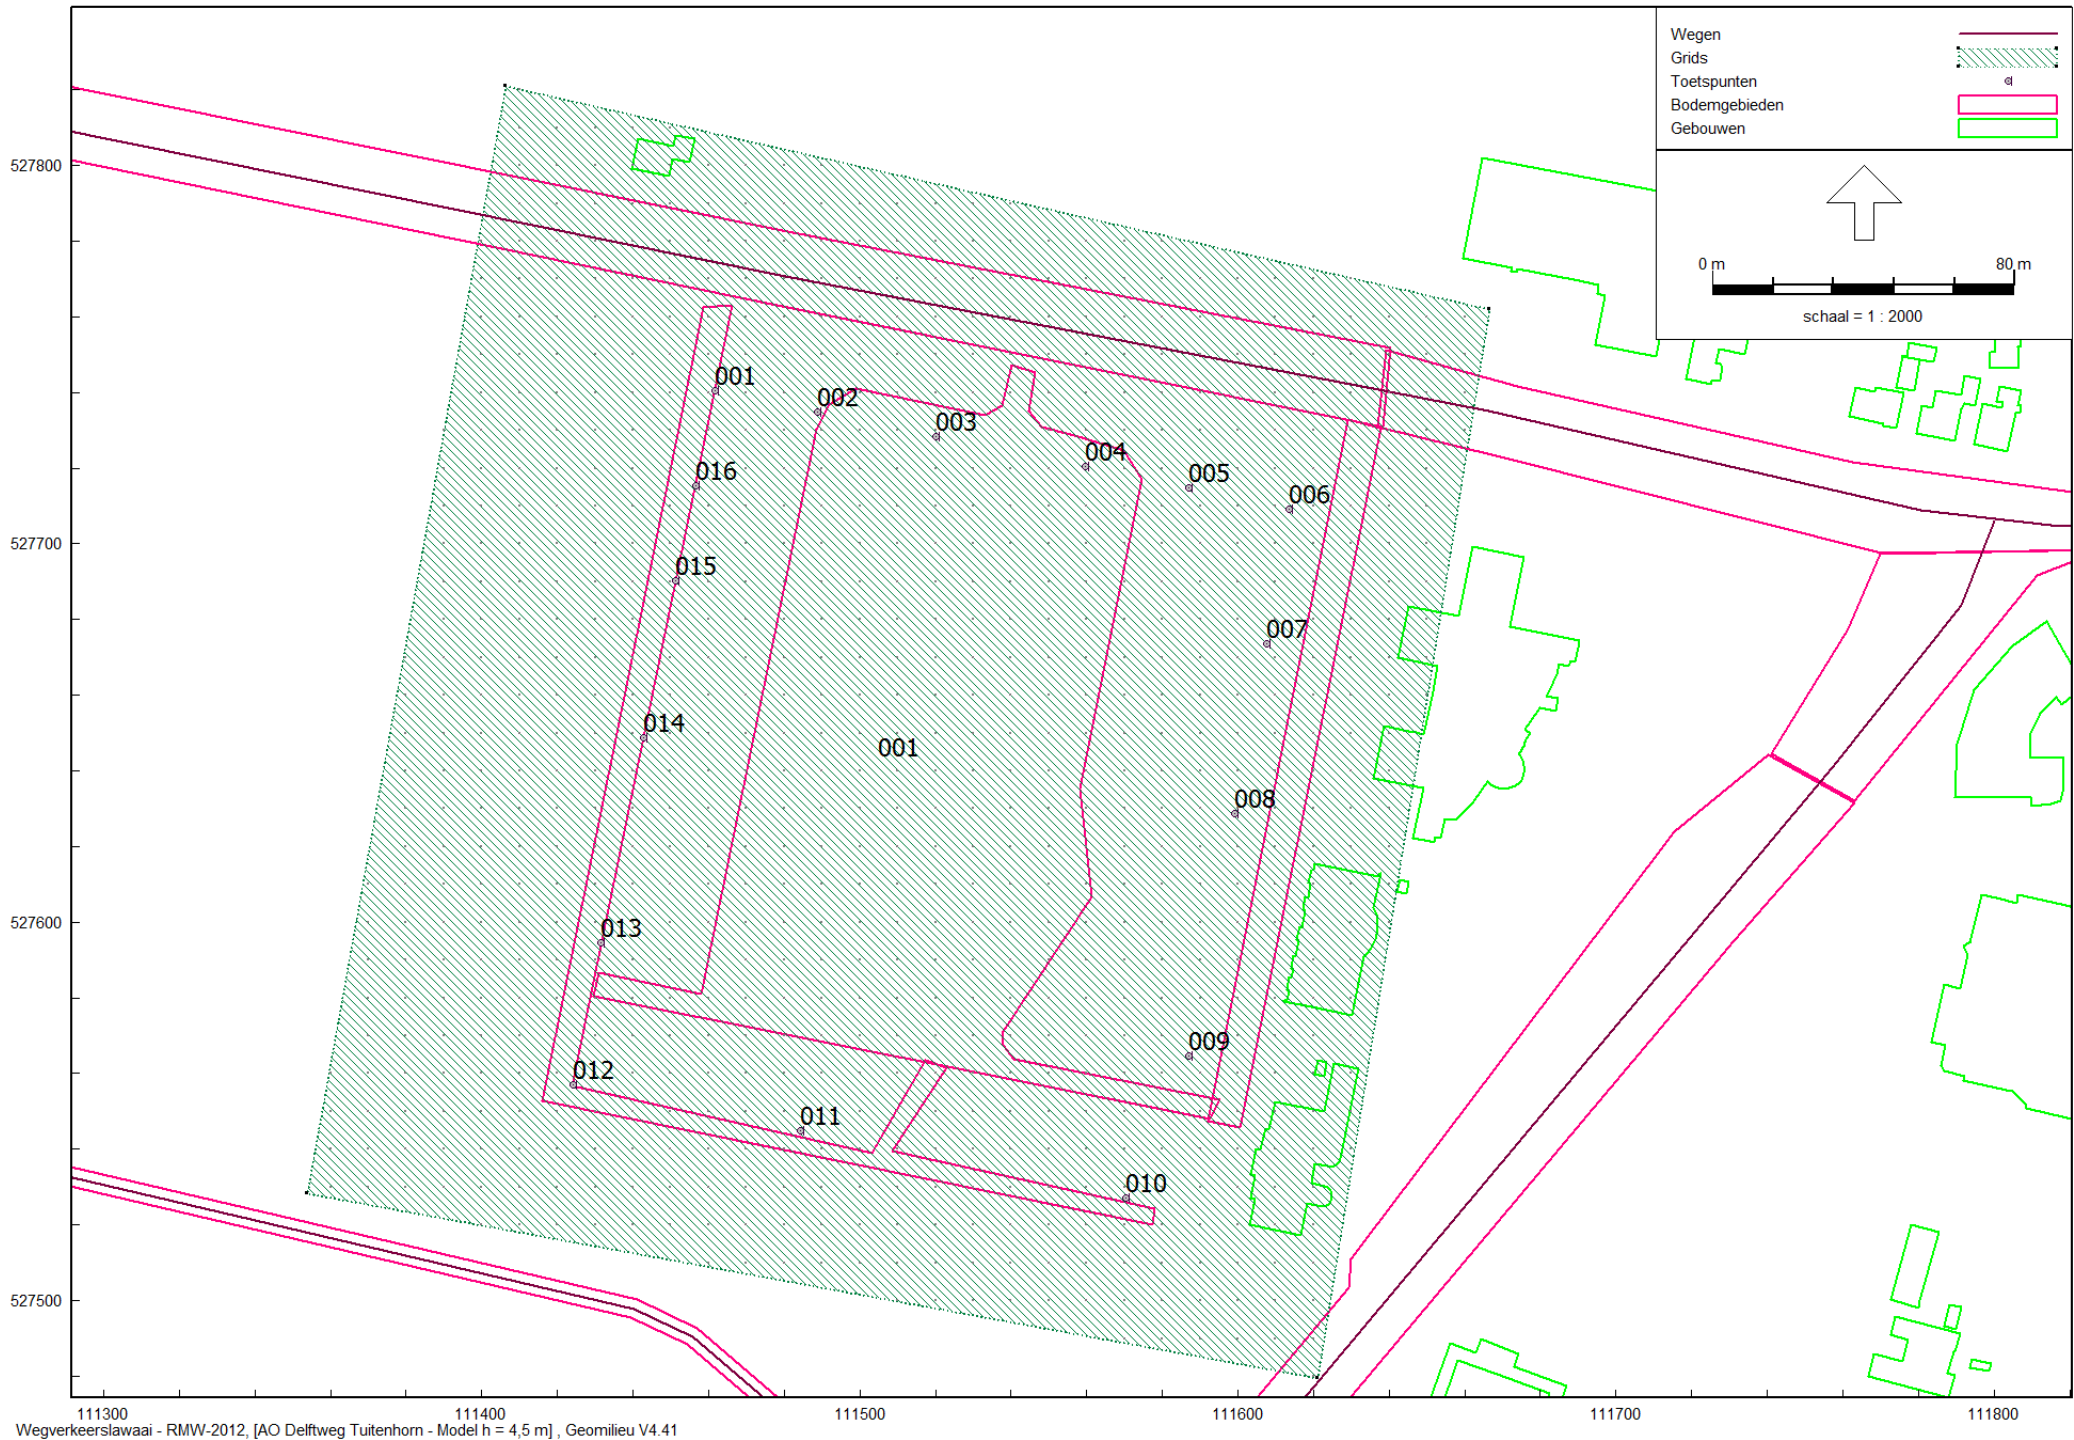 Wegen
Grids
Toetspunten
Bodemgebieden
Gebouwen
0 m 80 m
schaal = 1 : 2000
527800
001
002
003
004
016
005
006
527700
015
007
014
001
008
527600
013
009
012
011
010
527500
111300 111400 111500 111600 111700 111800
Wegverkeerslawaai - RMW-2012, [AO Delftweg Tuitenhorn - Model h = 4,5 m] , Geomilieu V4.41